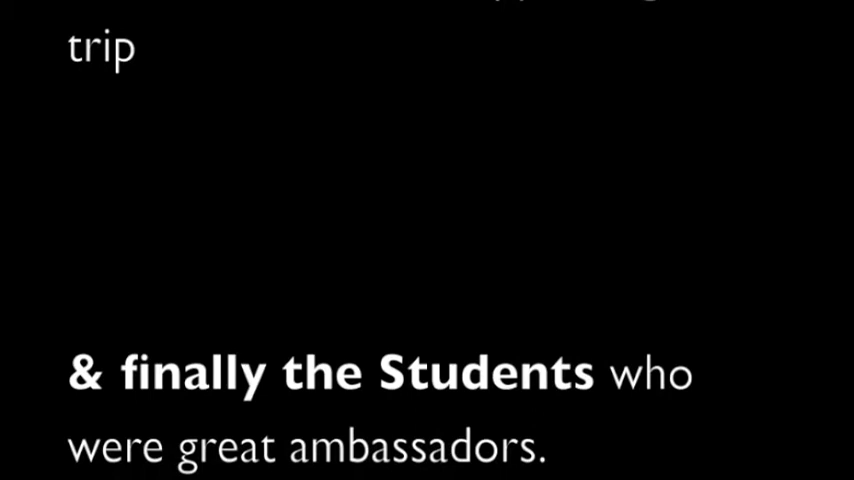 trip
& finally the Students who
were great ambassadors.